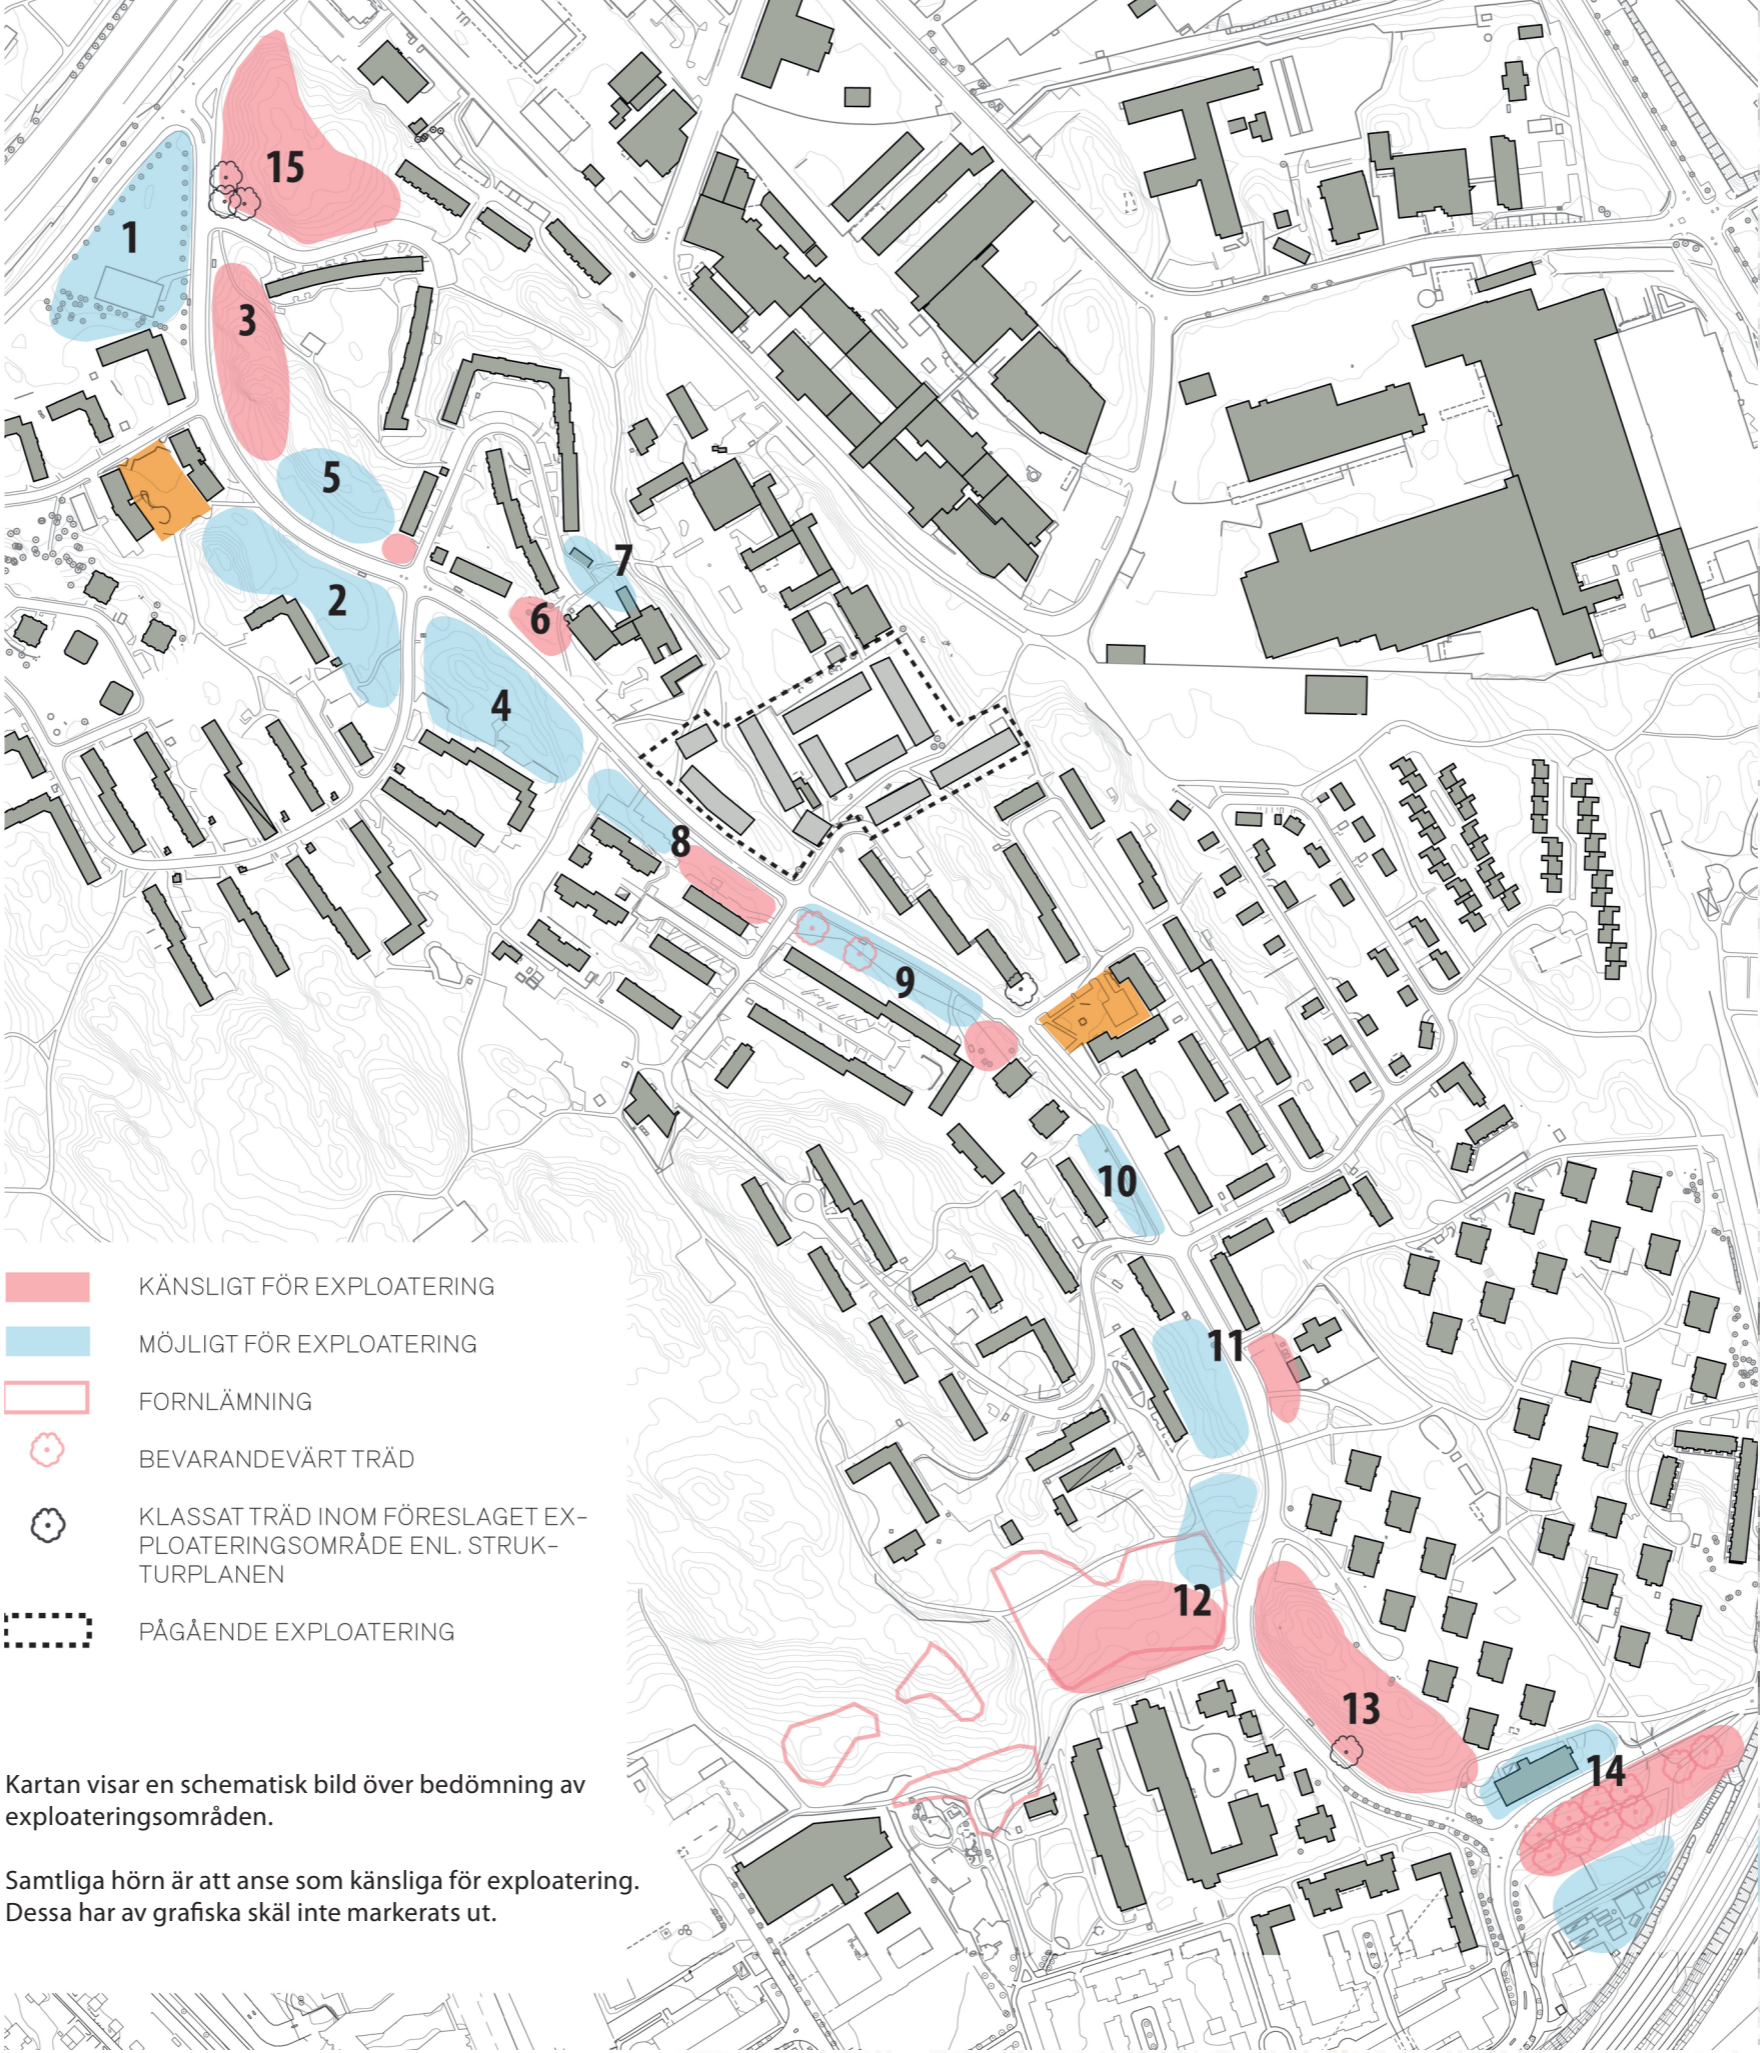 15
1
3
5
2
7
6
4
8
9
10
11
12
13
14
KÄNSLIGT FÖR EXPLOATERING
MÖJLIGT FÖR EXPLOATERING
FORNLÄMNING
BEVARANDEVÄRT TRÄD
KLASSAT TRÄD INOM FÖRESLAGET EX-
PLOATERINGSOMRÅDE ENL. STRUK-
TURPLANEN
PÅGÅENDE EXPLOATERING
Kartan visar en schematisk bild över bedömning av
exploateringsområden.
Samtliga hörn är att anse som känsliga för exploatering.
Dessa har av grafiska skäl inte markerats ut.